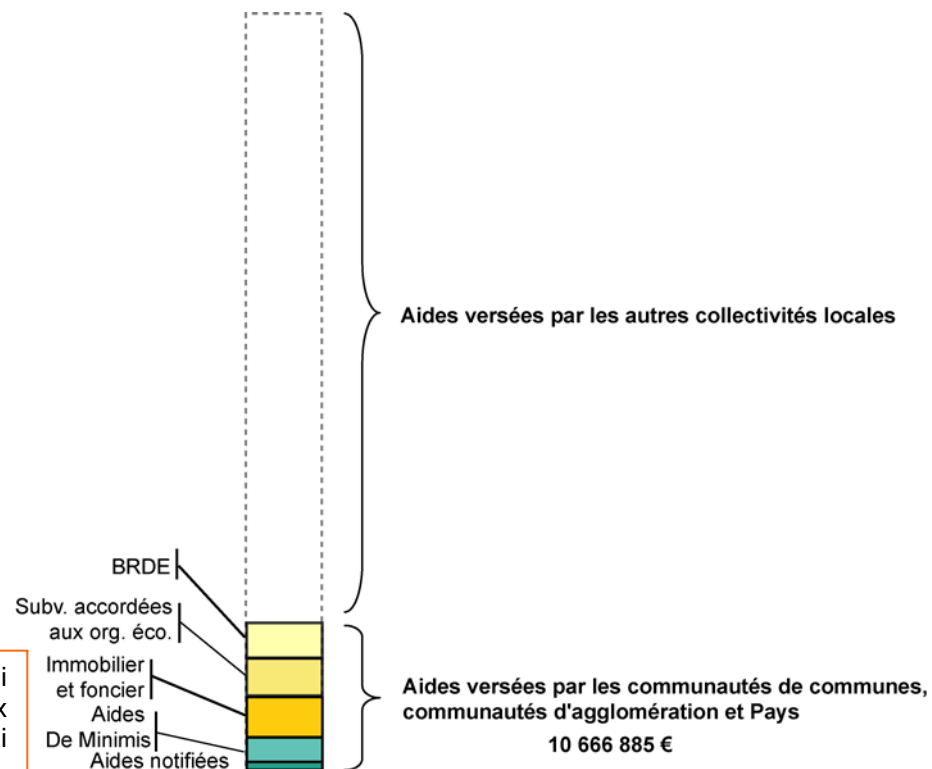 Aides versées par les autres collectivités locales
BRDE
Subv. accordées
aux org. éco.
Immobilier
et foncier
Aides
De Minimis
Aides notifiées
Aides versées par les communautés de communes,
communautés d'agglomération et Pays
10 666 885 €